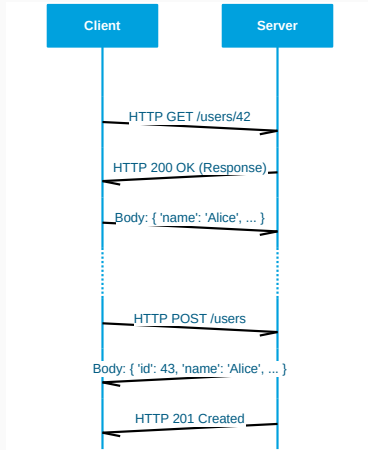 Client
Server
HTTP GET /users/42
HTTP 200 OK (Response)
Body: { 'name': 'Alice', ... }
HTTP POST /users
Body: { 'id': 43, 'name': 'Alice', ... }
HTTP 201 Created